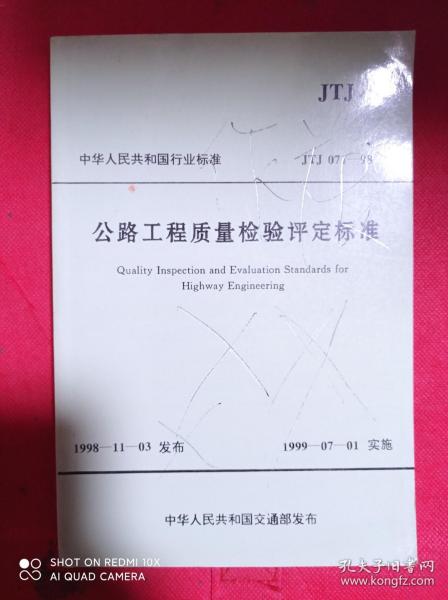 JTJ
中华人民共和国行业标准
JTJ 071—98
公路工程质量检验评定标准
Quality Inspection and Evaluation Standards for
Highway Engineering
1998—11—03 发布
1999—07—01 实施
中华人民共和国交通部发布
SHOT ON REDMI 10X
AI QUAD CAMERA
孔夫子旧书网
www.kongfz.com